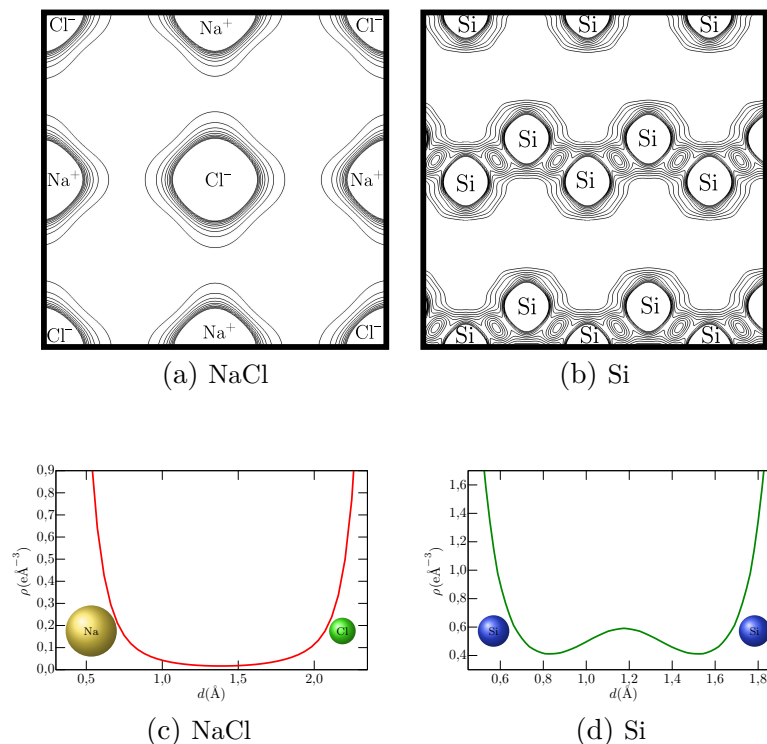 Cl⁻ Na⁺ Cl⁻
Na⁺ Cl⁻ Na⁺
Cl⁻ Na⁺ Cl⁻
(a) NaCl
Si Si Si
Si Si
Si Si Si
Si Si
Si Si Si
(b) Si
0,9
0,8
0,7
0,6
0,5
0,4
0,3
0,2
0,1
0,0
ρ(eÅ⁻³)
Na Cl
0,5 1,0 1,5 2,0
d(Å)
(c) NaCl
1,6
1,4
1,2
1,0
0,8
0,6
0,4
ρ(eÅ⁻³)
Si Si
0,6 0,8 1,0 1,2 1,4 1,6 1,8
d(Å)
(d) Si